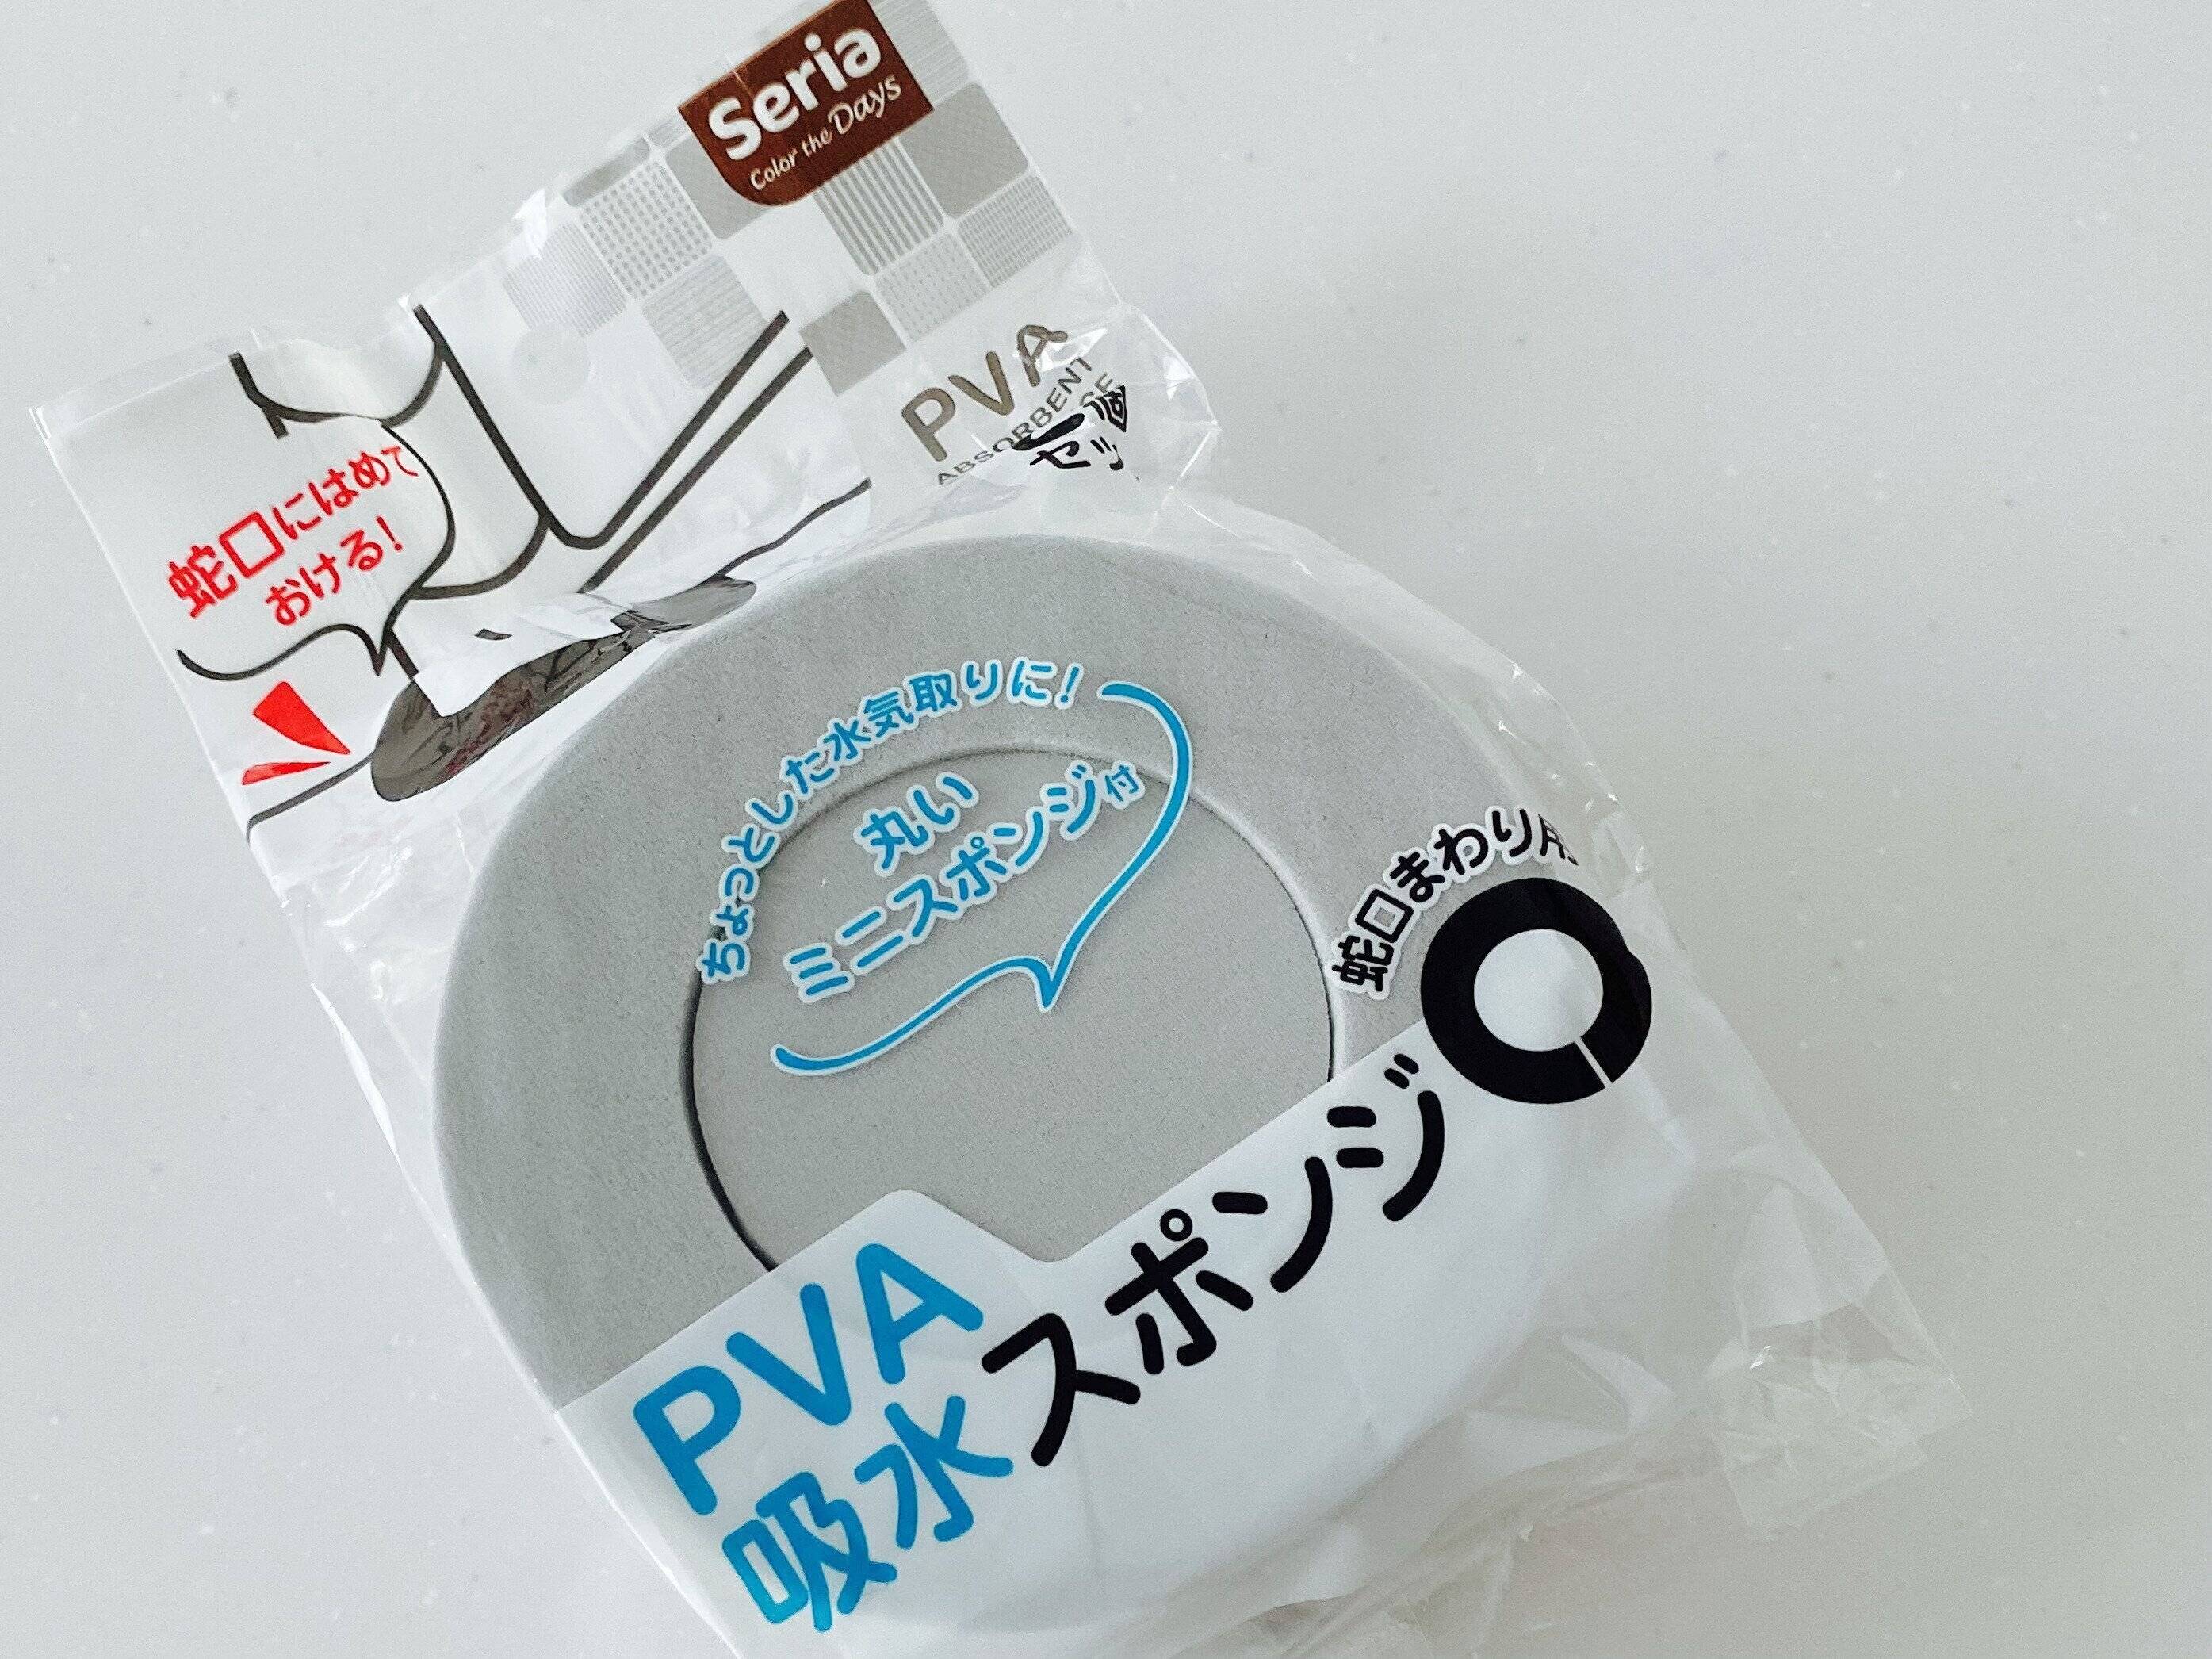 Seria
Color the Days
PVA
ABSORBENT
セッ
蛇口にはめて
おける!
ちょっとした水気取りに!
丸い
ミニスポンジ付
蛇口まわり用
PVA
吸水スポンジ